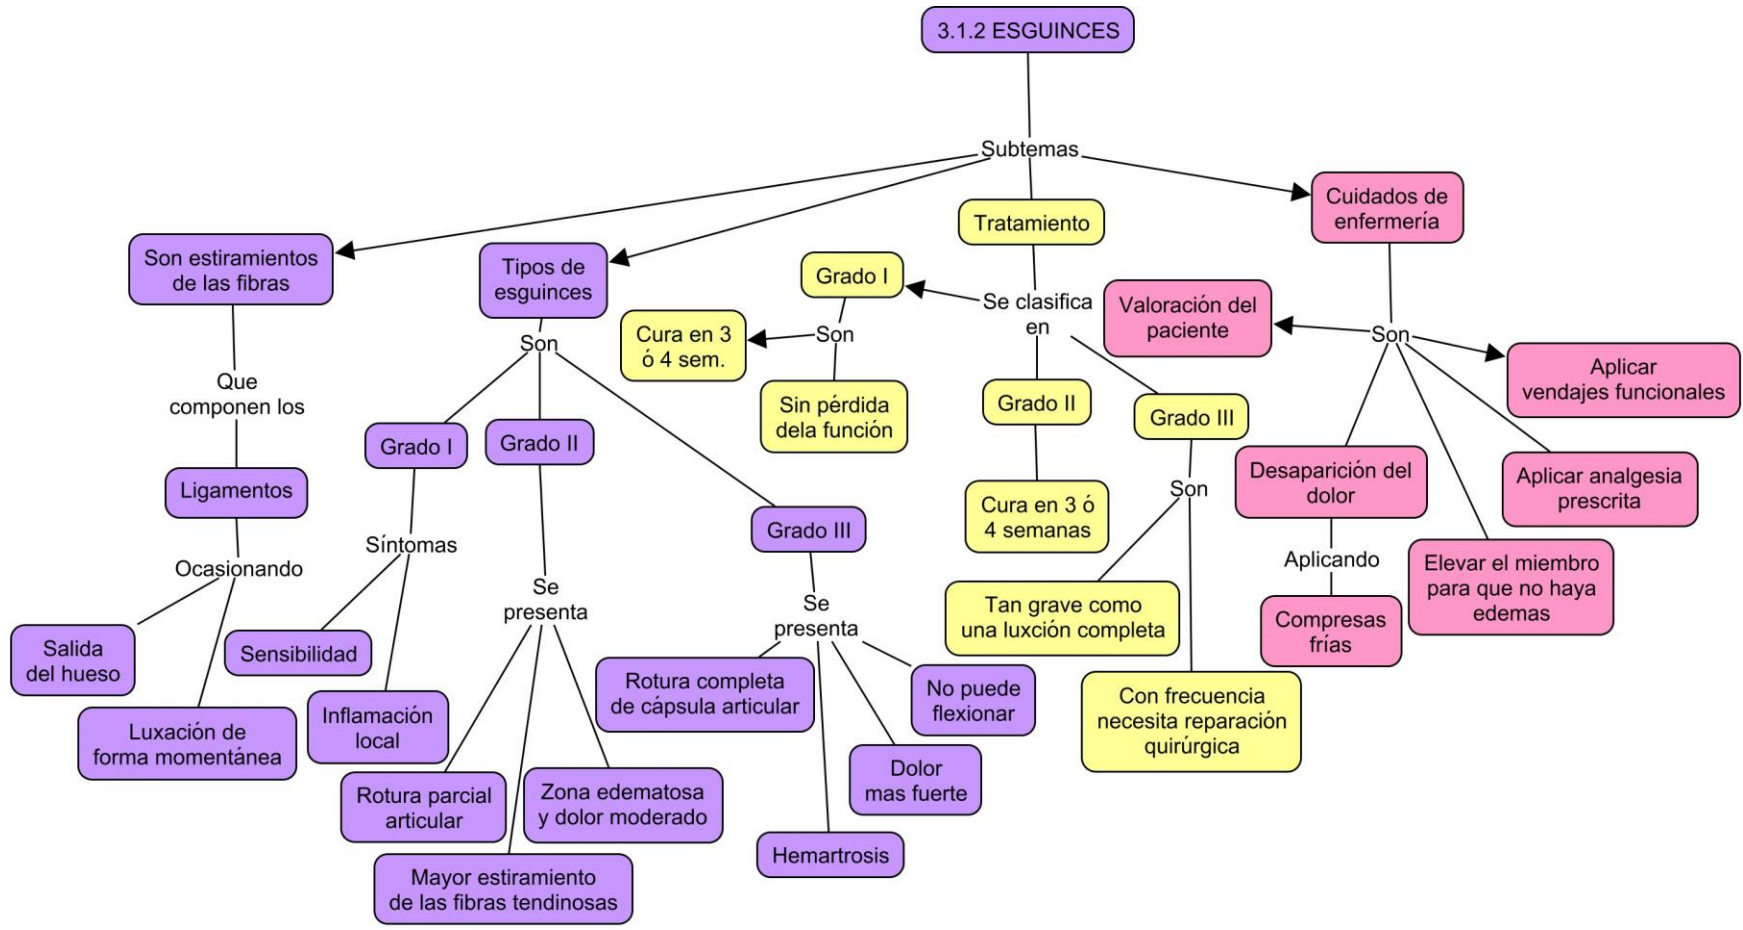 3.1.2 ESGUINCES
Subtemas
Son estiramientos
de las fibras
Que
componen los
Ligamentos
Ocasionando
Salida
del hueso
Luxación de
forma momentánea
Tipos de
esguinces
Son
Grado I
Síntomas
Sensibilidad
Inflamación
local
Grado II
Se
presenta
Rotura parcial
articular
Mayor estiramiento
de las fibras tendinosas
Zona edematosa
y dolor moderado
Grado III
Se
presenta
Rotura completa
de cápsula articular
Hemartrosis
Dolor
mas fuerte
No puede
flexionar
Tratamiento
Se clasifica
en
Grado I
Son
Cura en 3
ó 4 sem.
Sin pérdida
dela función
Grado II
Cura en 3 ó
4 semanas
Grado III
Son
Tan grave como
una luxción completa
Con frecuencia
necesita reparación
quirúrgica
Cuidados de
enfermería
Son
Valoración del
paciente
Desaparición del
dolor
Aplicando
Compresas
frías
Elevar el miembro
para que no haya
edemas
Aplicar analgesia
prescrita
Aplicar
vendajes funcionales